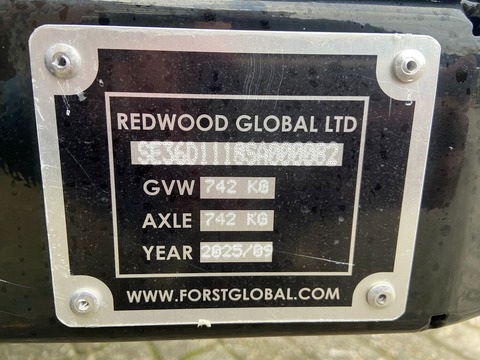 REDWOOD GLOBAL LTD
GVW 742 KG
AXLE 742 KG
YEAR 2025/09
WWW.FORSTGLOBAL.COM